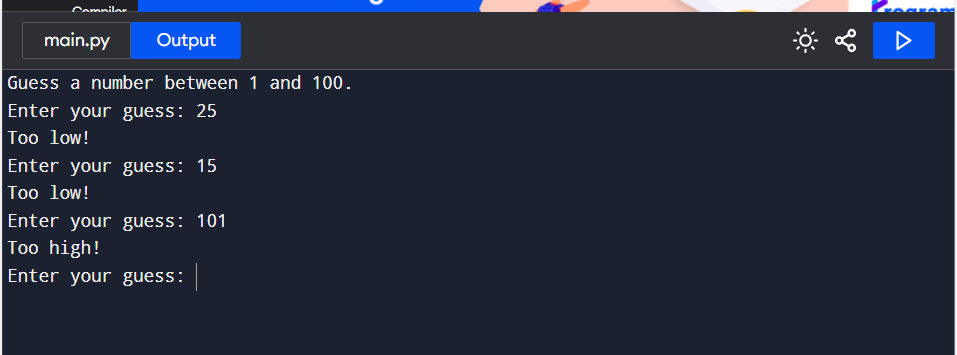 Compiler
main.py Output
Guess a number between 1 and 100.
Enter your guess: 25
Too low!
Enter your guess: 15
Too low!
Enter your guess: 101
Too high!
Enter your guess: